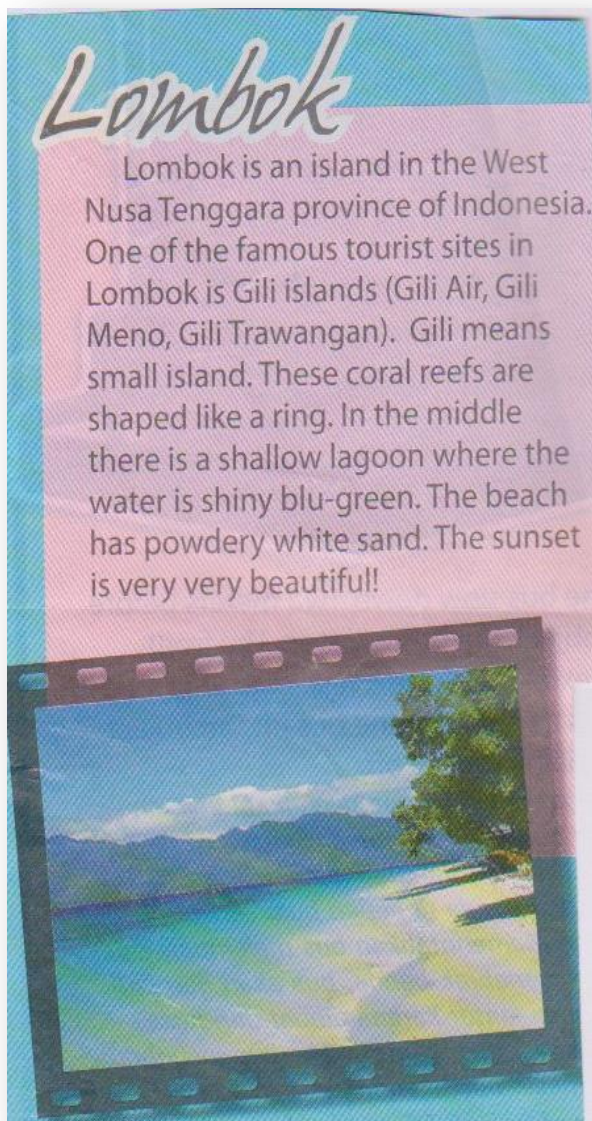 Lombok
Lombok is an island in the West
Nusa Tenggara province of Indonesia.
One of the famous tourist sites in
Lombok is Gili islands (Gili Air, Gili
Meno, Gili Trawangan).  Gili means
small island. These coral reefs are
shaped like a ring. In the middle
there is a shallow lagoon where the
water is shiny blu-green. The beach
has powdery white sand. The sunset
is very very beautiful!